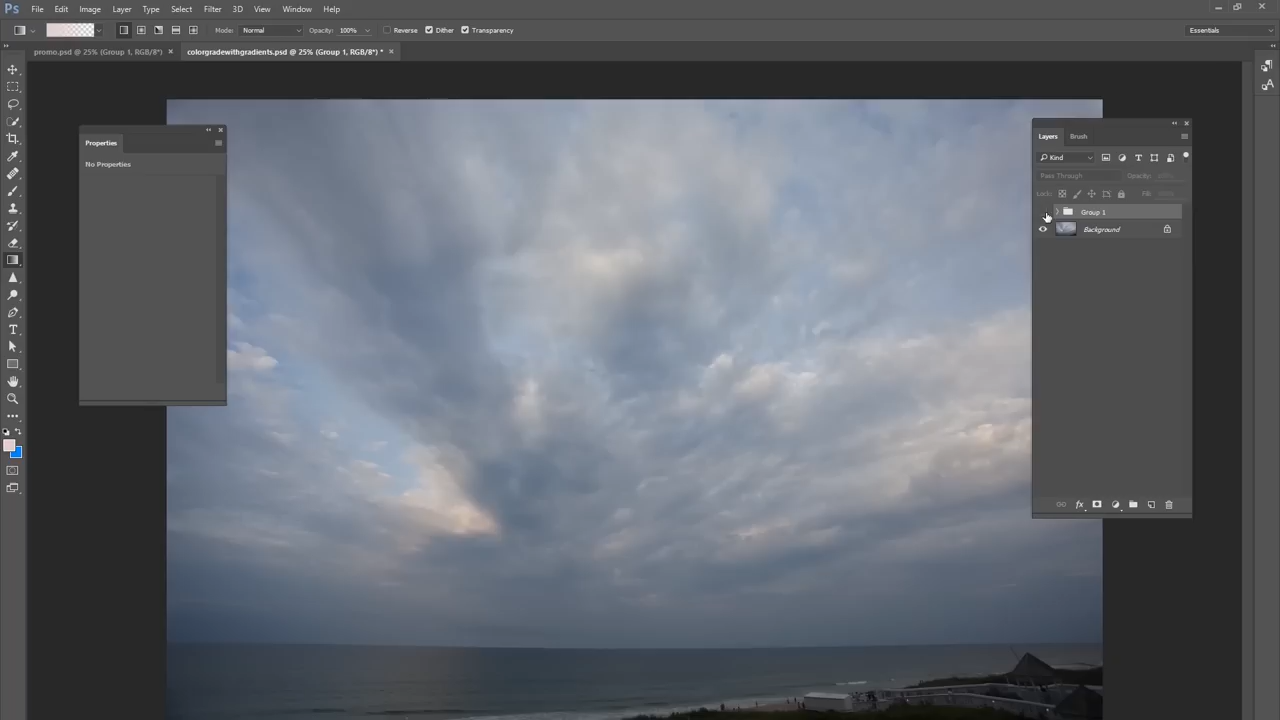 Ps File Edit Image Layer Type Select Filter 3D View Window Help
Mode: Normal Opacity: 100% Reverse Dither Transparency Essentials
promo.psd @ 25% (Group 1, RGB/8*) × colorgradewithgradients.psd @ 25% (Group 1, RGB/8*) * ×
Properties
No Properties
Layers Brush
Kind
Pass Through Opacity:
Lock: Fill:
Group 1
Background
fx